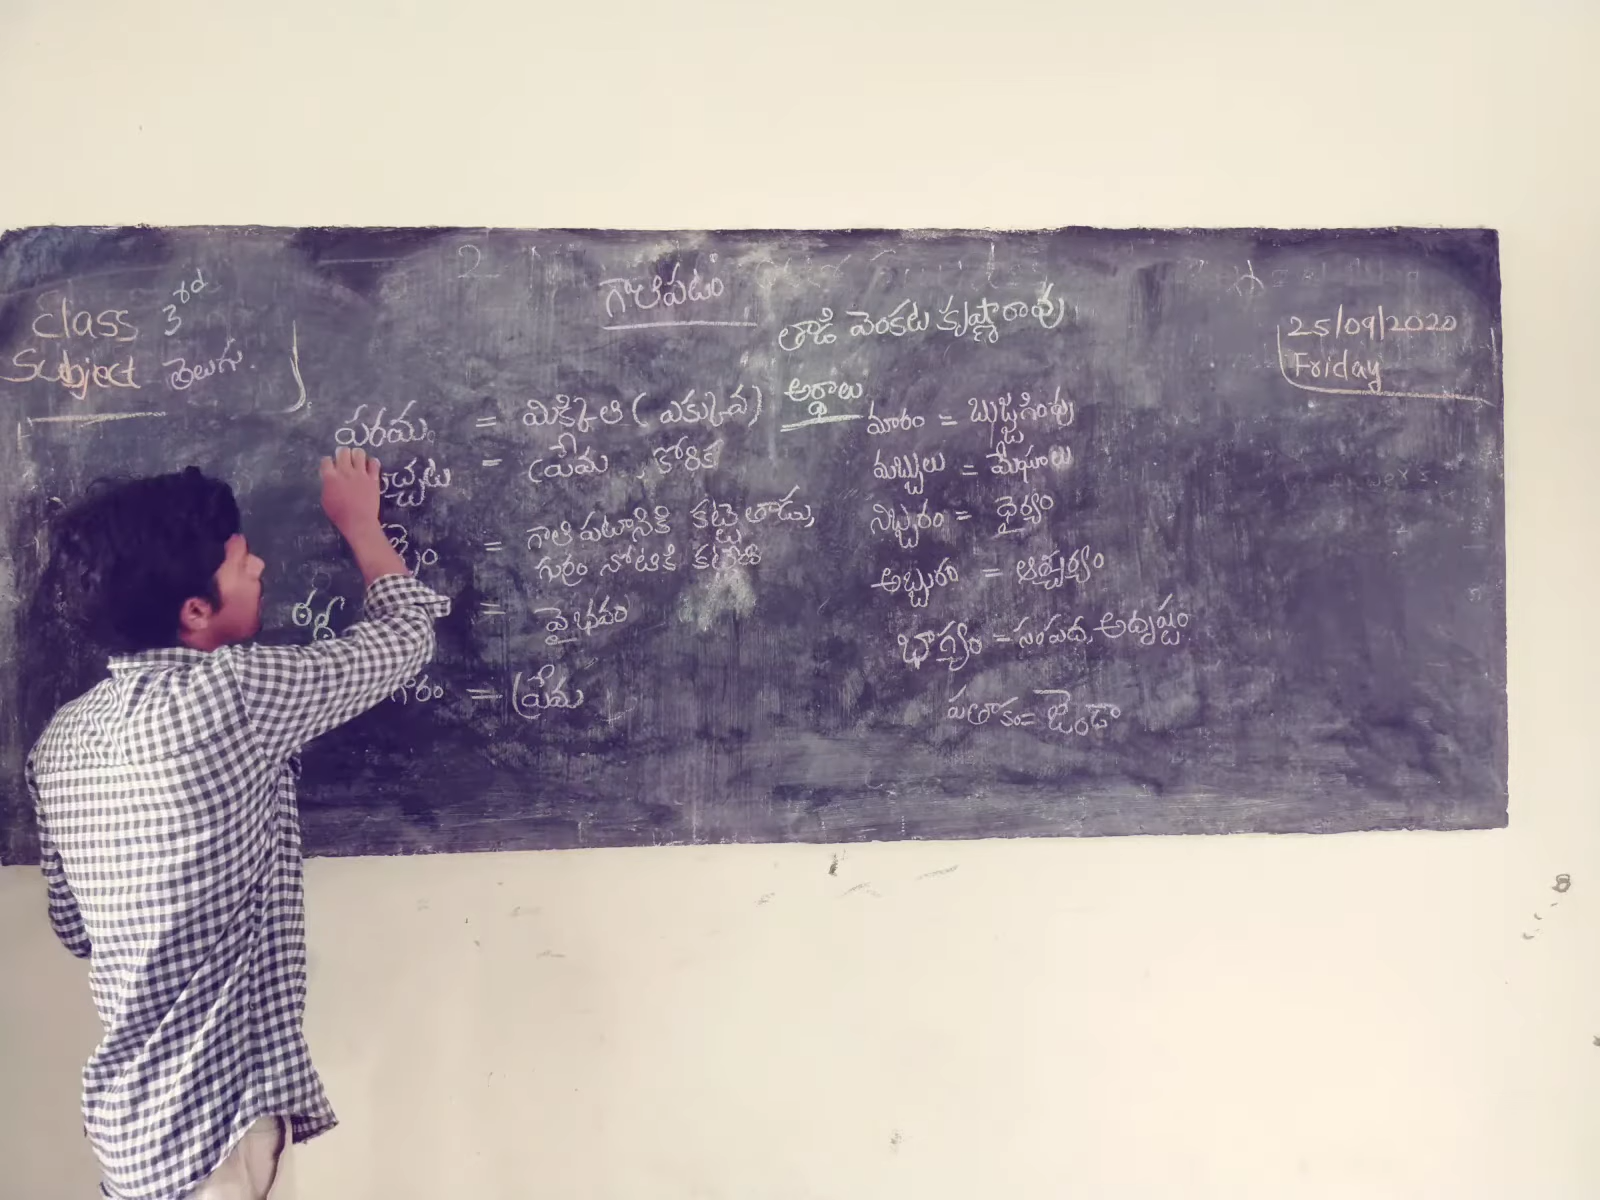 Class 3rd
Subject తెలుగు.
గాలిపటం
తాడి వెంకట కృష్ణారావు
25/09/2020
Friday
అర్థాలు
పరమం = మిక్కిలి (ఎక్కువ)
ముచ్చటు = ప్రేమ, కోరిక
= గాలి పటానికి కట్టె తాడు,
గుర్రం నోటికి కట్టేది
= వైభవం
గారం = ప్రేమ
మారం = బుజ్జగింపు
మబ్బులు = మేఘాలు
నిబ్బరం = ధైర్యం
అబ్బురం = ఆశ్చర్యం
భాగ్యం = సంపద, అదృష్టం
పతాకం = జెండా